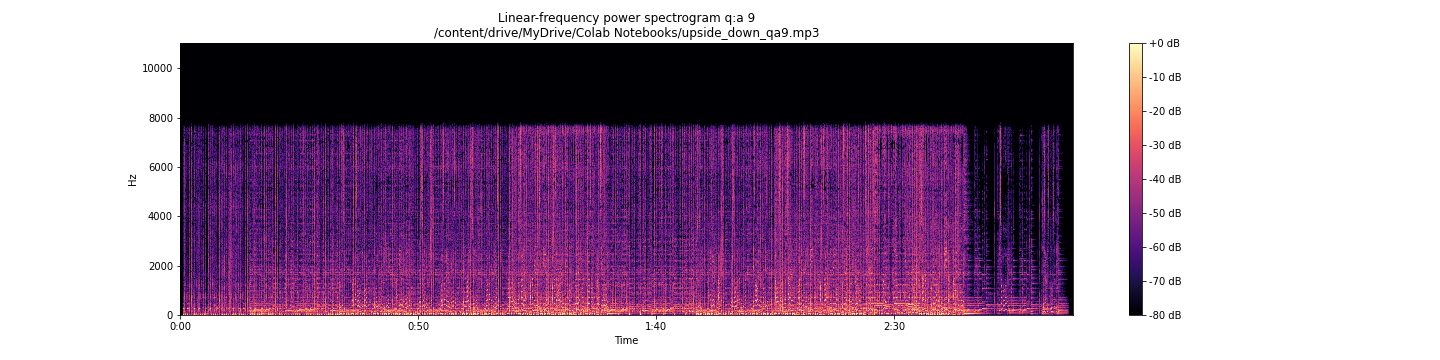 Linear-frequency power spectrogram q:a 9
/content/drive/MyDrive/Colab Notebooks/upside_down_qa9.mp3
Hz
10000
8000
6000
4000
2000
0
0:00
0:50
1:40
2:30
Time
+0 dB
-10 dB
-20 dB
-30 dB
-40 dB
-50 dB
-60 dB
-70 dB
-80 dB